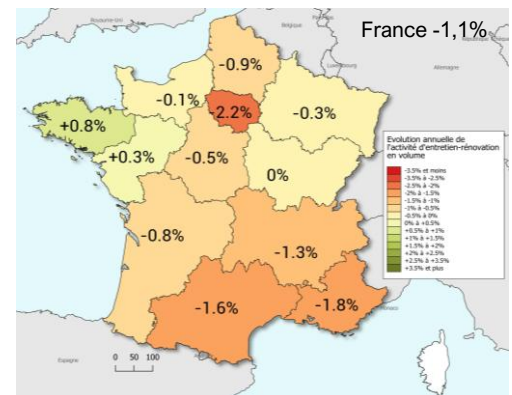 Royaume-Uni
Belgique
France -1,1%
Allemagne
-0.9%
-0.1%
-2.2%
-0.3%
+0.8%
+0.3%
-0.5%
0%
-0.8%
-1.3%
-1.6%
-1.8%
Evolution annuelle de
l'activité d'entretien-rénovation
en volume
-3.5% et moins
-3.5% à -2.5%
-2.5% à -2%
-2% à -1.5%
-1.5% à -1%
-1% à -0.5%
-0.5% à 0%
0% à +0.5%
+0.5% à +1%
+1% à +1.5%
+1.5% à +2%
+2% à +2.5%
+2.5% à +3.5%
+3.5% et plus
Espagne
0 50 100